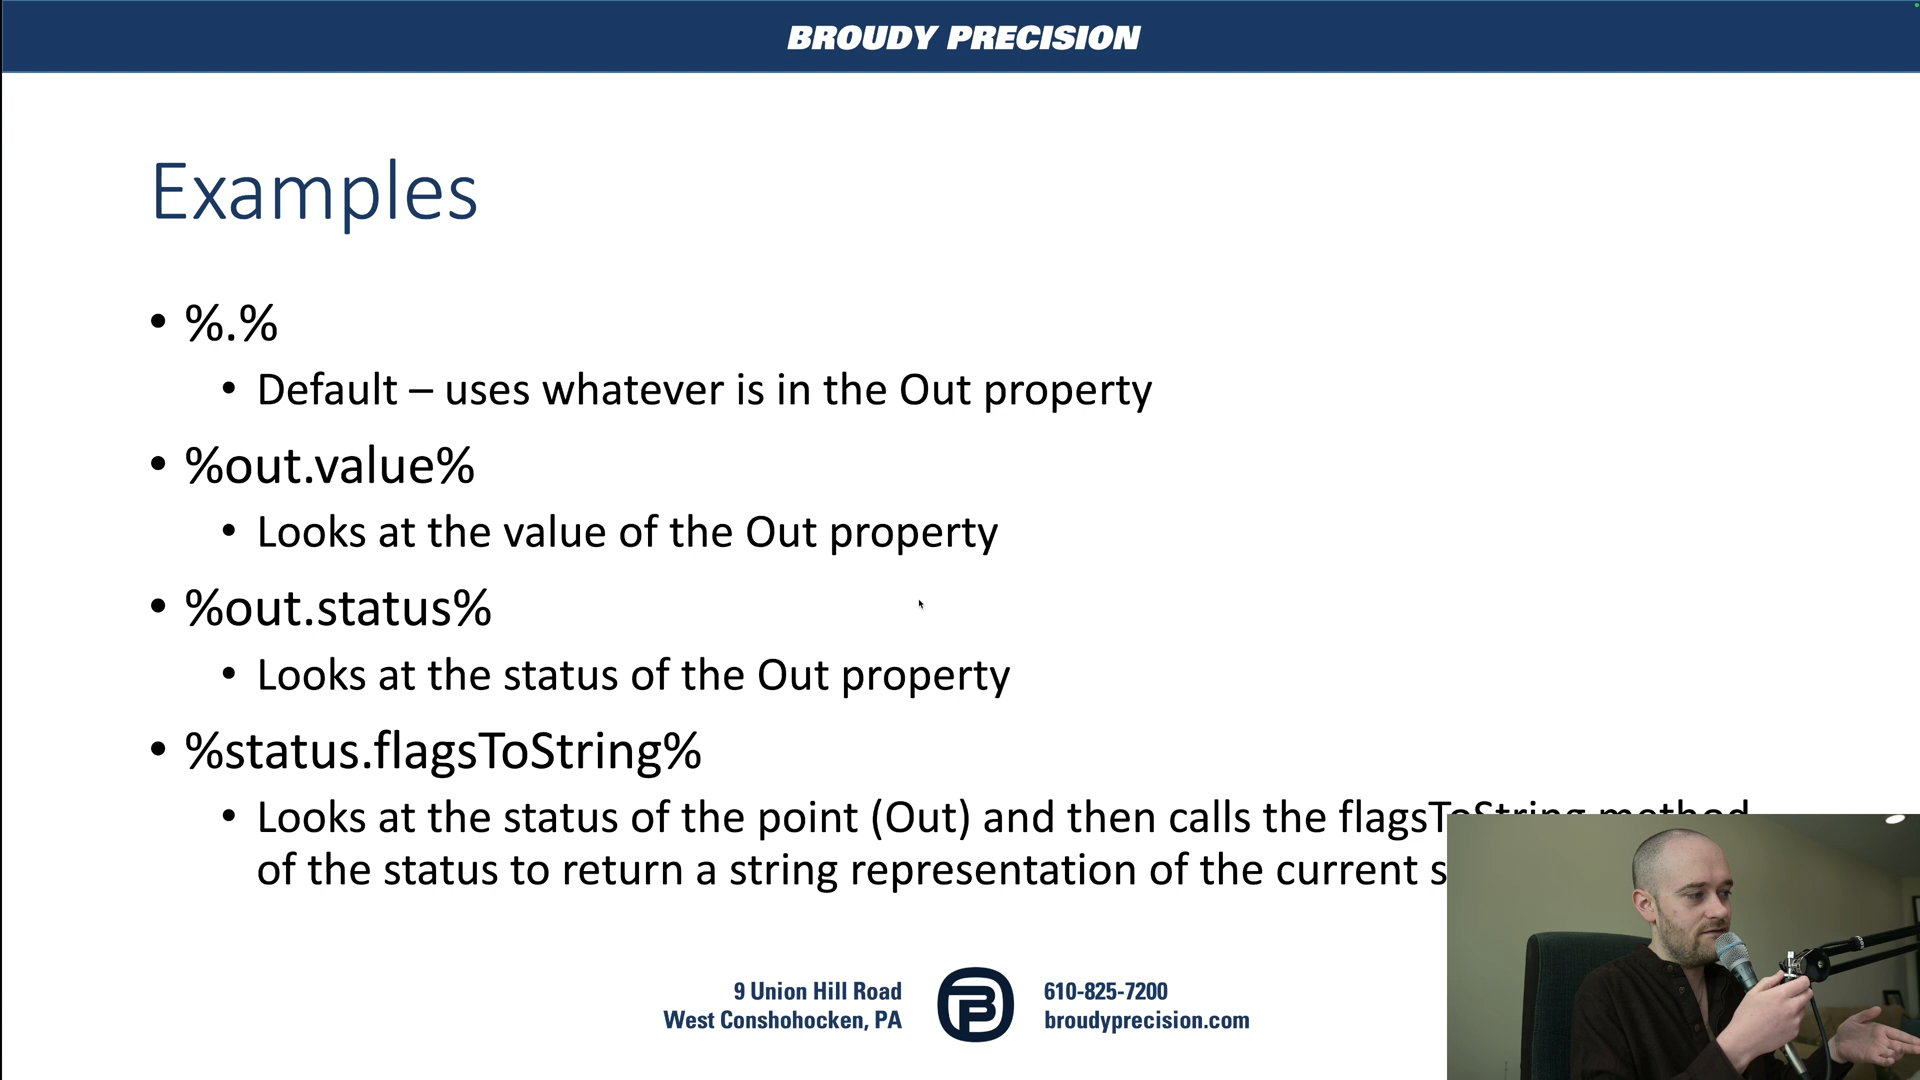 BROUDY PRECISION
Examples
• %.%
• Default – uses whatever is in the Out property
• %out.value%
• Looks at the value of the Out property
• %out.status%
• Looks at the status of the Out property
• %status.flagsToString%
• Looks at the status of the point (Out) and then calls the flagsToString method
of the status to return a string representation of the current
9 Union Hill Road
West Conshohocken, PA
610-825-7200
broudyprecision.com